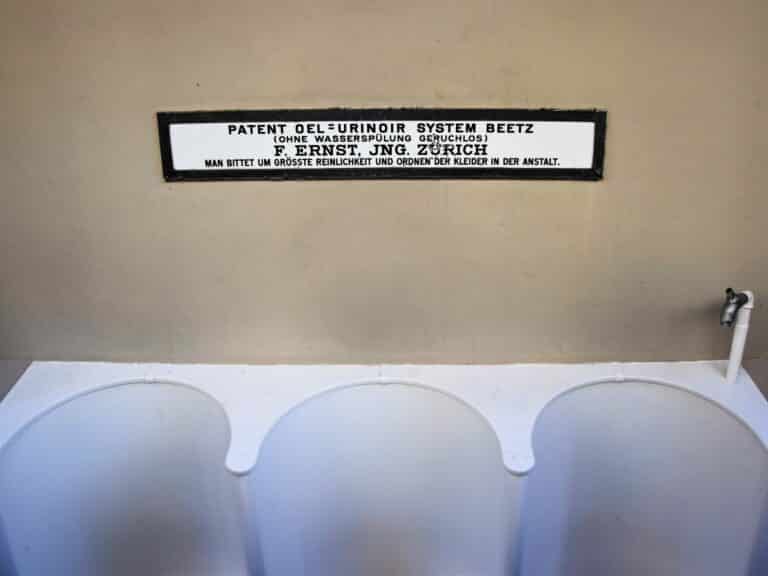 PATENT OEL=URINOIR SYSTEM BEETZ
(OHNE WASSERSPÜLUNG GERUCHLOS)
F. ERNST, JNG. ZÜRICH
MAN BITTET UM GRÖSSTE REINLICHKEIT UND ORDNEN DER KLEIDER IN DER ANSTALT.